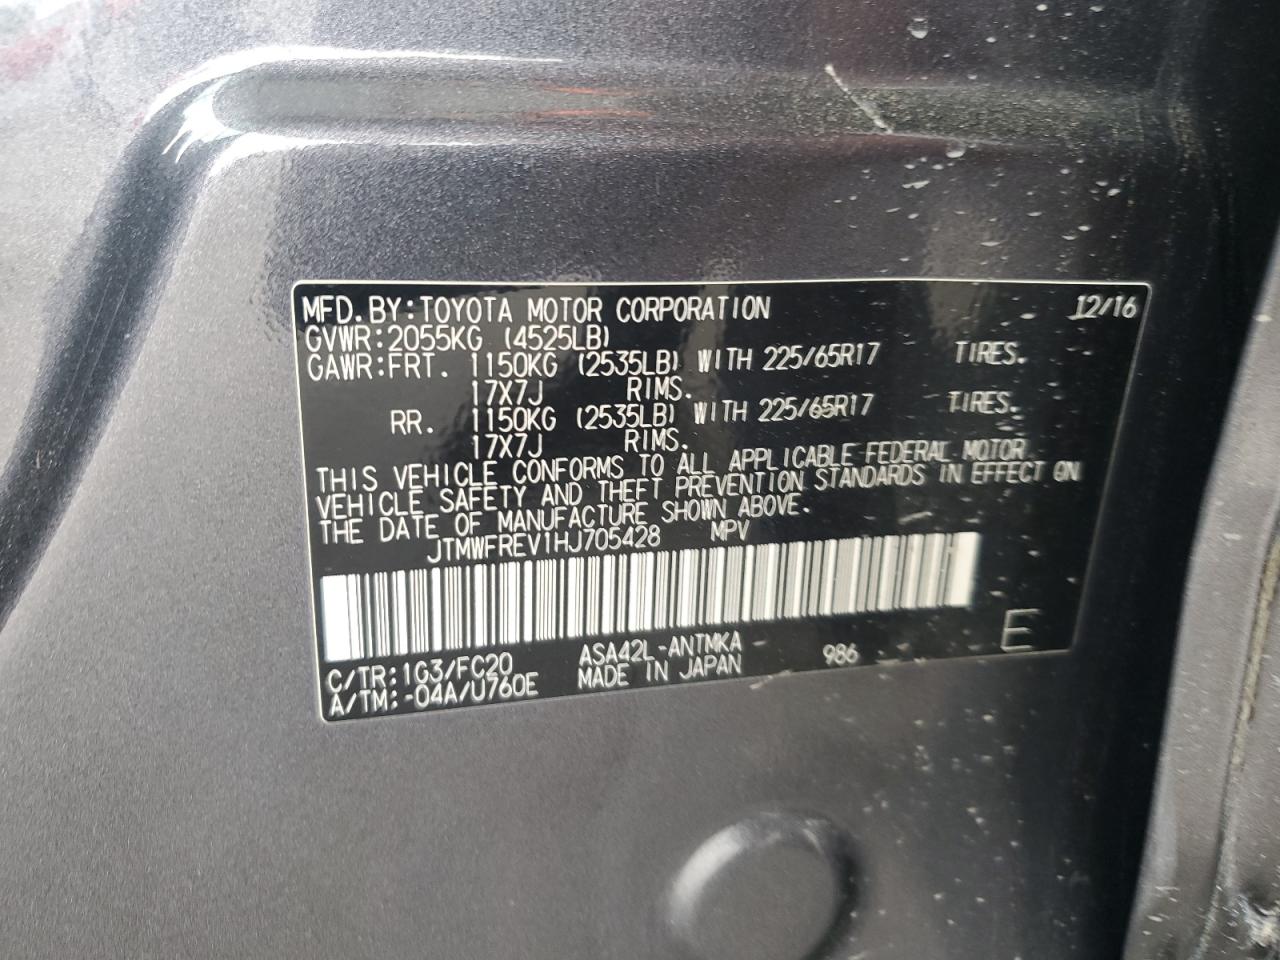 MFD. BY: TOYOTA MOTOR CORPORATION 12/16
GVWR: 2055KG (4525LB)
GAWR: FRT. 1150KG (2535LB) WITH 225/65R17 TIRES.
17X7J RIMS.
RR. 1150KG (2535LB) WITH 225/65R17 TIRES.
17X7J RIMS.
THIS VEHICLE CONFORMS TO ALL APPLICABLE FEDERAL MOTOR
VEHICLE SAFETY AND THEFT PREVENTION STANDARDS IN EFFECT ON
THE DATE OF MANUFACTURE SHOWN ABOVE.
JTMWFREV1HJ705428 MPV
C/TR: 1G3/FC20 ASA42L-ANTMKA 986 E
A/TM: -04A/U760E MADE IN JAPAN